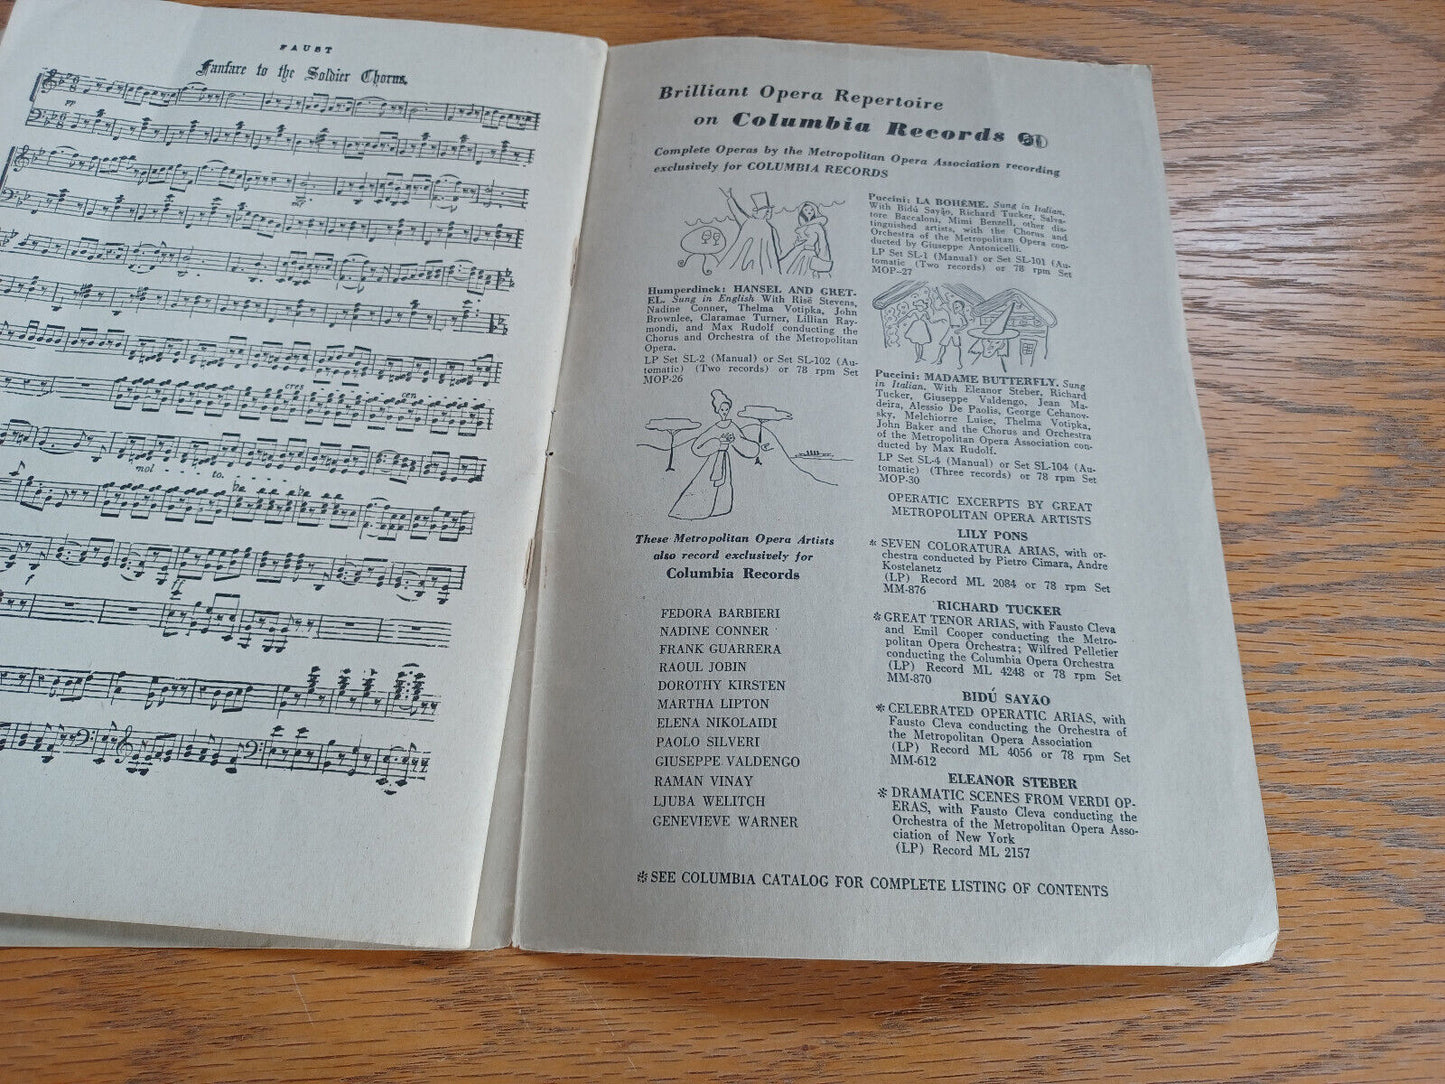 FAUST
Fanfare to the Soldier Chorus.
pp
mf
cres
cen
mol - - - to. - - - -
f
ff
Brilliant Opera Repertoire
on Columbia Records
Complete Operas by the Metropolitan Opera Association recording
exclusively for COLUMBIA RECORDS
Puccini: LA BOHÈME. Sung in Italian.
With Bidú Sayão, Richard Tucker, Salva-
tore Baccaloni, Mimi Benzell, other dis-
tinguished artists, with the Chorus and
Orchestra of the Metropolitan Opera con-
ducted by Giuseppe Antonicelli.
LP Set SL-1 (Manual) or Set SL-101 (Au-
tomatic (Two records) or 78 rpm Set
MOP-27
Humperdinck: HANSEL AND GRET-
EL. Sung in English With Risë Stevens,
Nadine Conner, Thelma Votipka, John
Brownlee, Claramae Turner, Lillian Ray-
mondi, and Max Rudolf conducting the
Chorus and Orchestra of the Metropolitan
Opera.
LP Set SL-2 (Manual) or Set SL-102 (Au-
tomatic) (Two records) or 78 rpm Set
MOP-26
Puccini: MADAME BUTTERFLY. Sung
in Italian. With Eleanor Steber, Richard
Tucker, Giuseppe Valdengo, Jean Ma-
deira, Alessio De Paolis, George Cehanov-
sky, Melchiorre Luise, Thelma Votipka,
John Baker and the Chorus and Orchestra
of the Metropolitan Opera Association con-
ducted by Max Rudolf.
LP Set SL-4 (Manual) or Set SL-104 (Au-
tomatic) (Three records) or 78 rpm Set
MOP-30
These Metropolitan Opera Artists
also record exclusively for
Columbia Records
FEDORA BARBIERI
NADINE CONNER
FRANK GUARRERA
RAOUL JOBIN
DOROTHY KIRSTEN
MARTHA LIPTON
ELENA NIKOLAIDI
PAOLO SILVERI
GIUSEPPE VALDENGO
RAMAN VINAY
LJUBA WELITCH
GENEVIEVE WARNER
OPERATIC EXCERPTS BY GREAT
METROPOLITAN OPERA ARTISTS
LILY PONS
* SEVEN COLORATURA ARIAS, with or-
chestra conducted by Pietro Cimara, Andre
Kostelanetz
(LP) Record ML 2084 or 78 rpm Set
MM-876
RICHARD TUCKER
* GREAT TENOR ARIAS, with Fausto Cleva
and Emil Cooper conducting the Metro-
politan Opera Orchestra; Wilfred Pelletier
conducting the Columbia Opera Orchestra
(LP) Record ML 4248 or 78 rpm Set
MM-870
BIDÚ SAYÃO
* CELEBRATED OPERATIC ARIAS, with
Fausto Cleva conducting the Orchestra of
the Metropolitan Opera Association
(LP) Record ML 4056 or 78 rpm Set
MM-612
ELEANOR STEBER
* DRAMATIC SCENES FROM VERDI OP-
ERAS, with Fausto Cleva conducting the
Orchestra of the Metropolitan Opera Asso-
ciation of New York
(LP) Record ML 2157
* SEE COLUMBIA CATALOG FOR COMPLETE LISTING OF CONTENTS